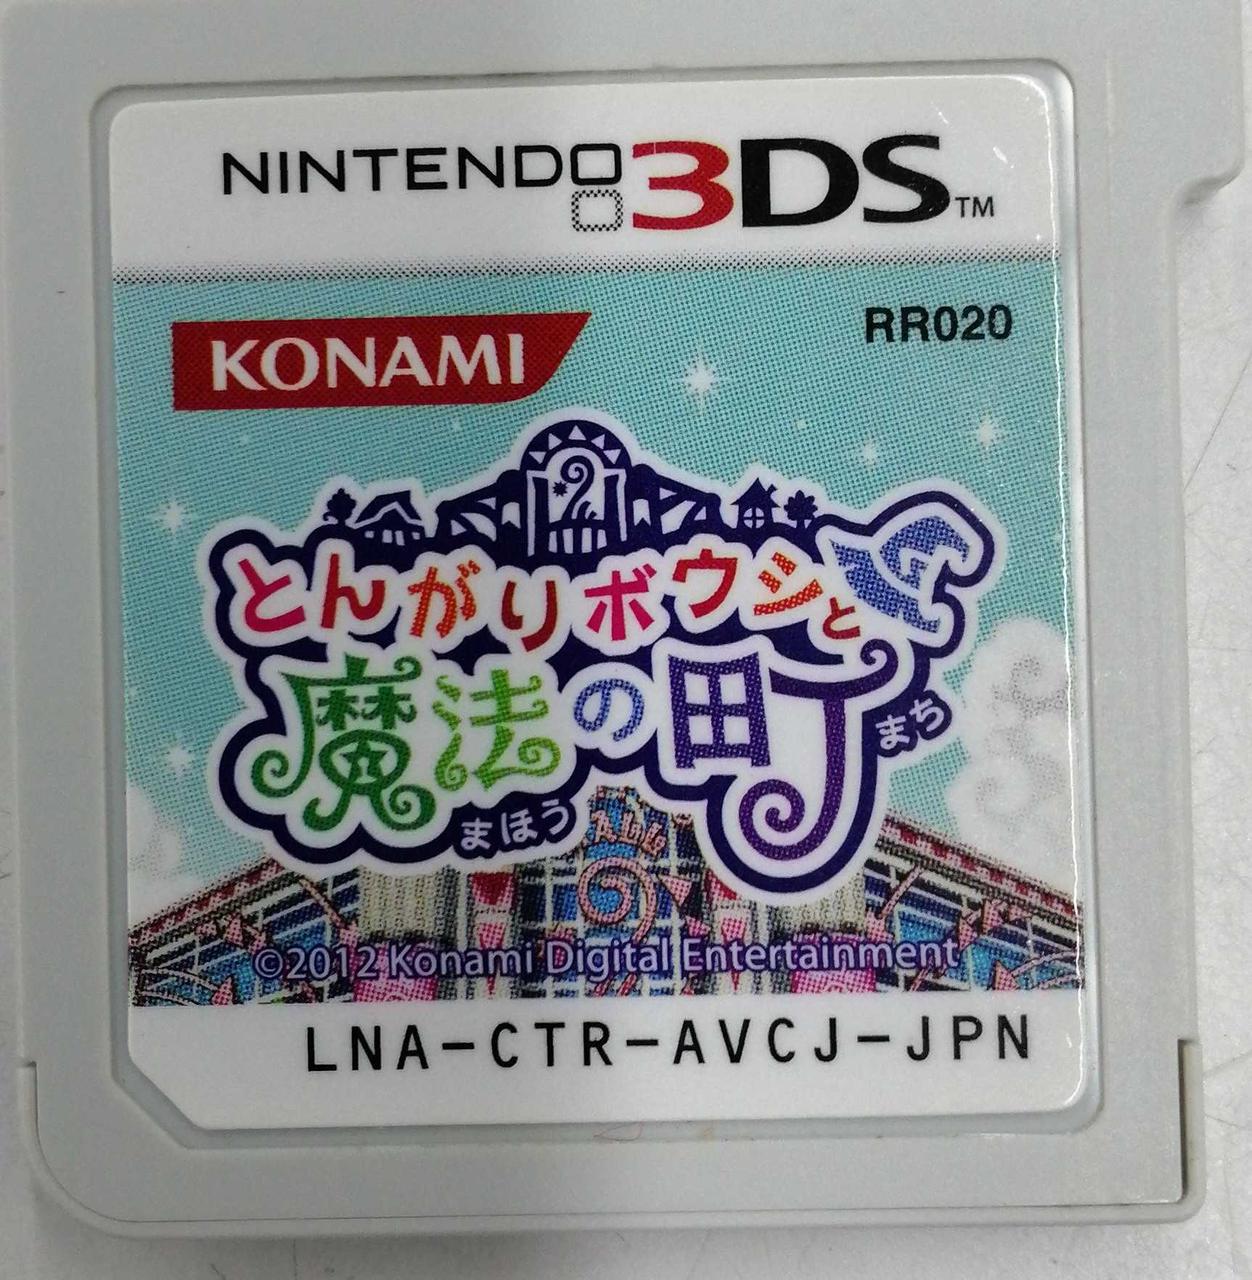 NINTENDO 3DS™
KONAMI
RR020
とんがりボウシと
魔法の町
まほう
まち
MALL
©2012 Konami Digital Entertainment
LNA-CTR-AVCJ-JPN